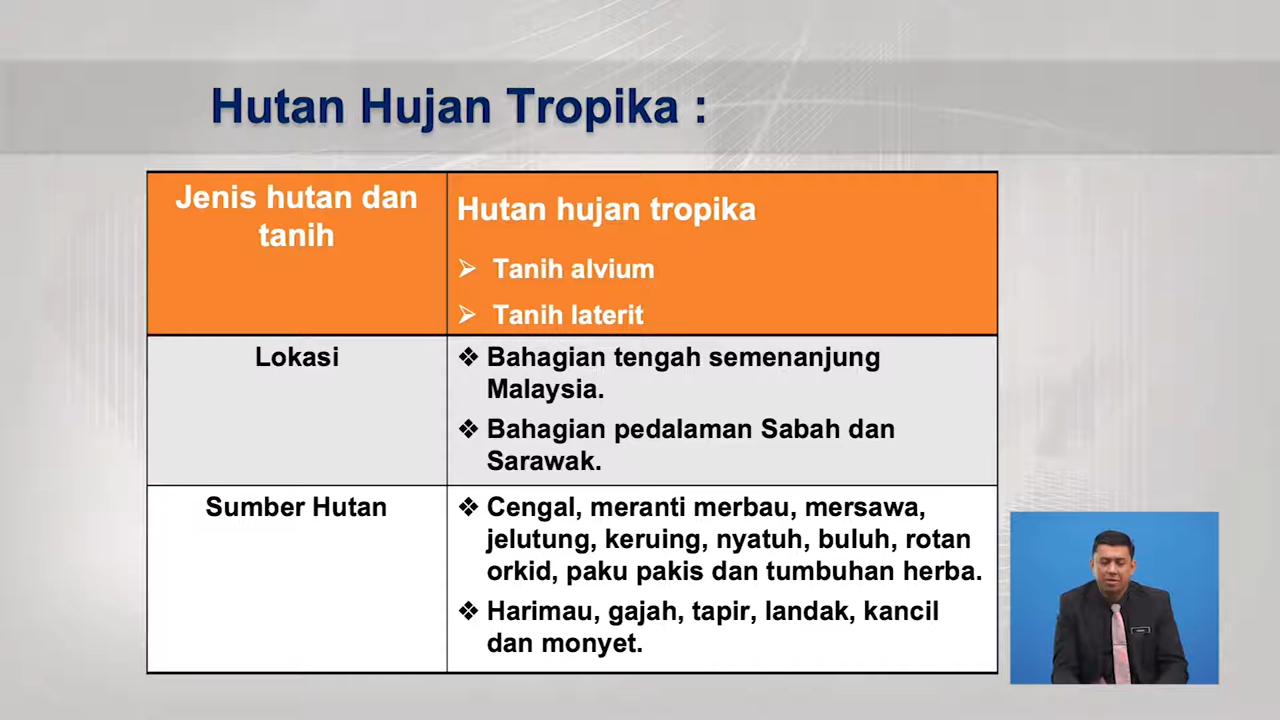 Hutan Hujan Tropika :
Jenis hutan dan
tanih
Hutan hujan tropika
➢ Tanih alvium
➢ Tanih laterit
Lokasi
❖ Bahagian tengah semenanjung
Malaysia.
❖ Bahagian pedalaman Sabah dan
Sarawak.
Sumber Hutan
❖ Cengal, meranti merbau, mersawa,
jelutung, keruing, nyatuh, buluh, rotan
orkid, paku pakis dan tumbuhan herba.
❖ Harimau, gajah, tapir, landak, kancil
dan monyet.